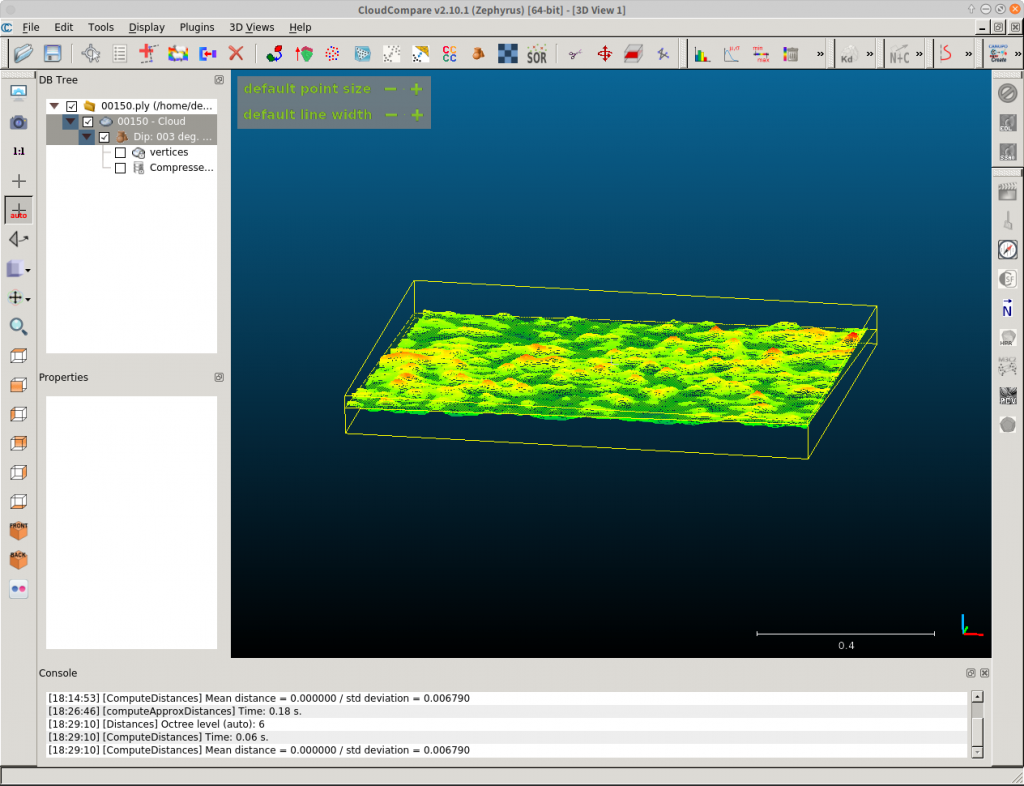 CloudCompare v2.10.1 (Zephyrus) [64-bit] - [3D View 1]
File Edit Tools Display Plugins 3D Views Help
SOR
Kd
N+C
DB Tree
00150.ply (/home/de...
00150 - Cloud
Dip: 003 deg. ...
vertices
Compresse...
default point size − +
default line width − +
1:1
auto
Properties
FRONT
BACK
SF
N
HPR
PCV
0.4
Console
[18:14:53] [ComputeDistances] Mean distance = 0.000000 / std deviation = 0.006790
[18:26:46] [computeApproxDistances] Time: 0.18 s.
[18:29:10] [Distances] Octree level (auto): 6
[18:29:10] [ComputeDistances] Time: 0.06 s.
[18:29:10] [ComputeDistances] Mean distance = 0.000000 / std deviation = 0.006790